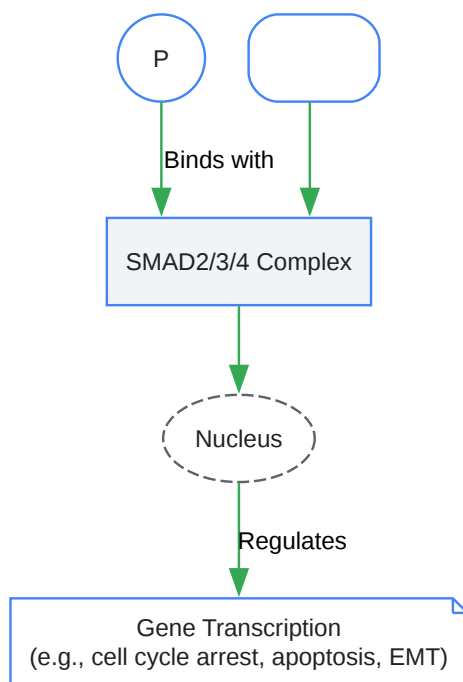 P
Binds with
SMAD2/3/4 Complex
Nucleus
Regulates
Gene Transcription
(e.g., cell cycle arrest, apoptosis, EMT)